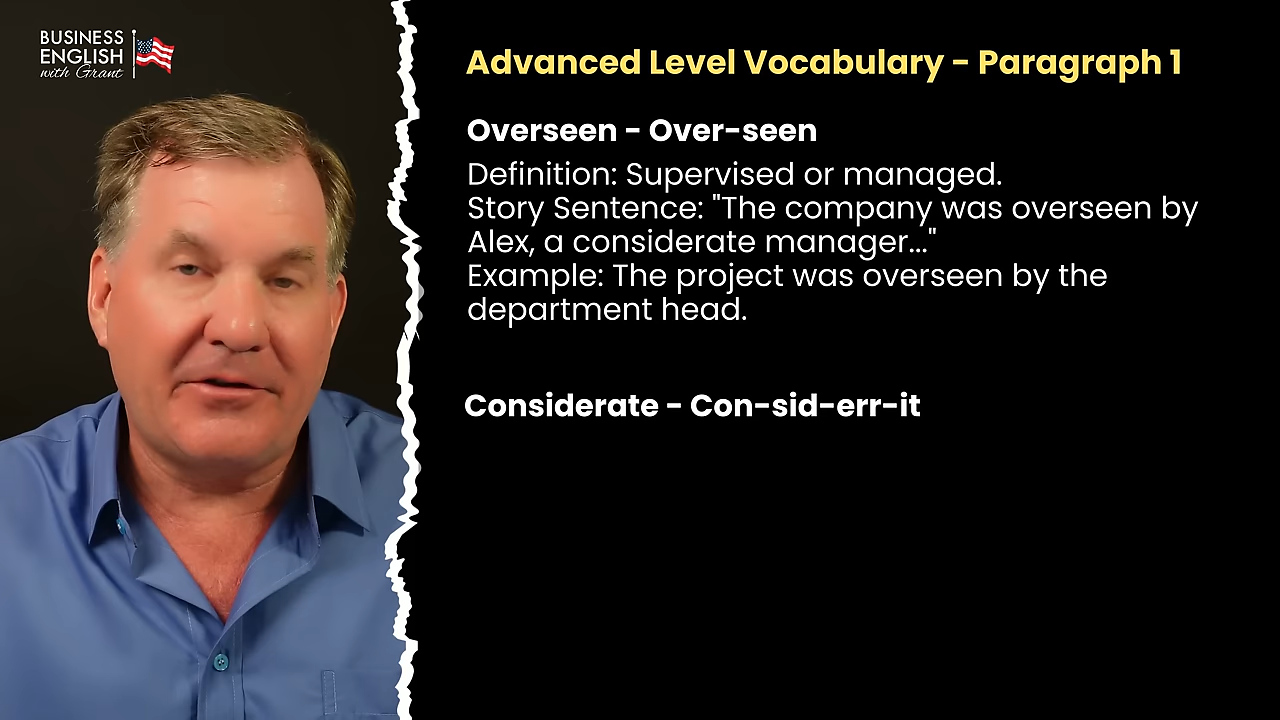 BUSINESS
ENGLISH
with Grant
Advanced Level Vocabulary - Paragraph 1
Overseen - Over-seen
Definition: Supervised or managed.
Story Sentence: "The company was overseen by
Alex, a considerate manager..."
Example: The project was overseen by the
department head.
Considerate - Con-sid-err-it